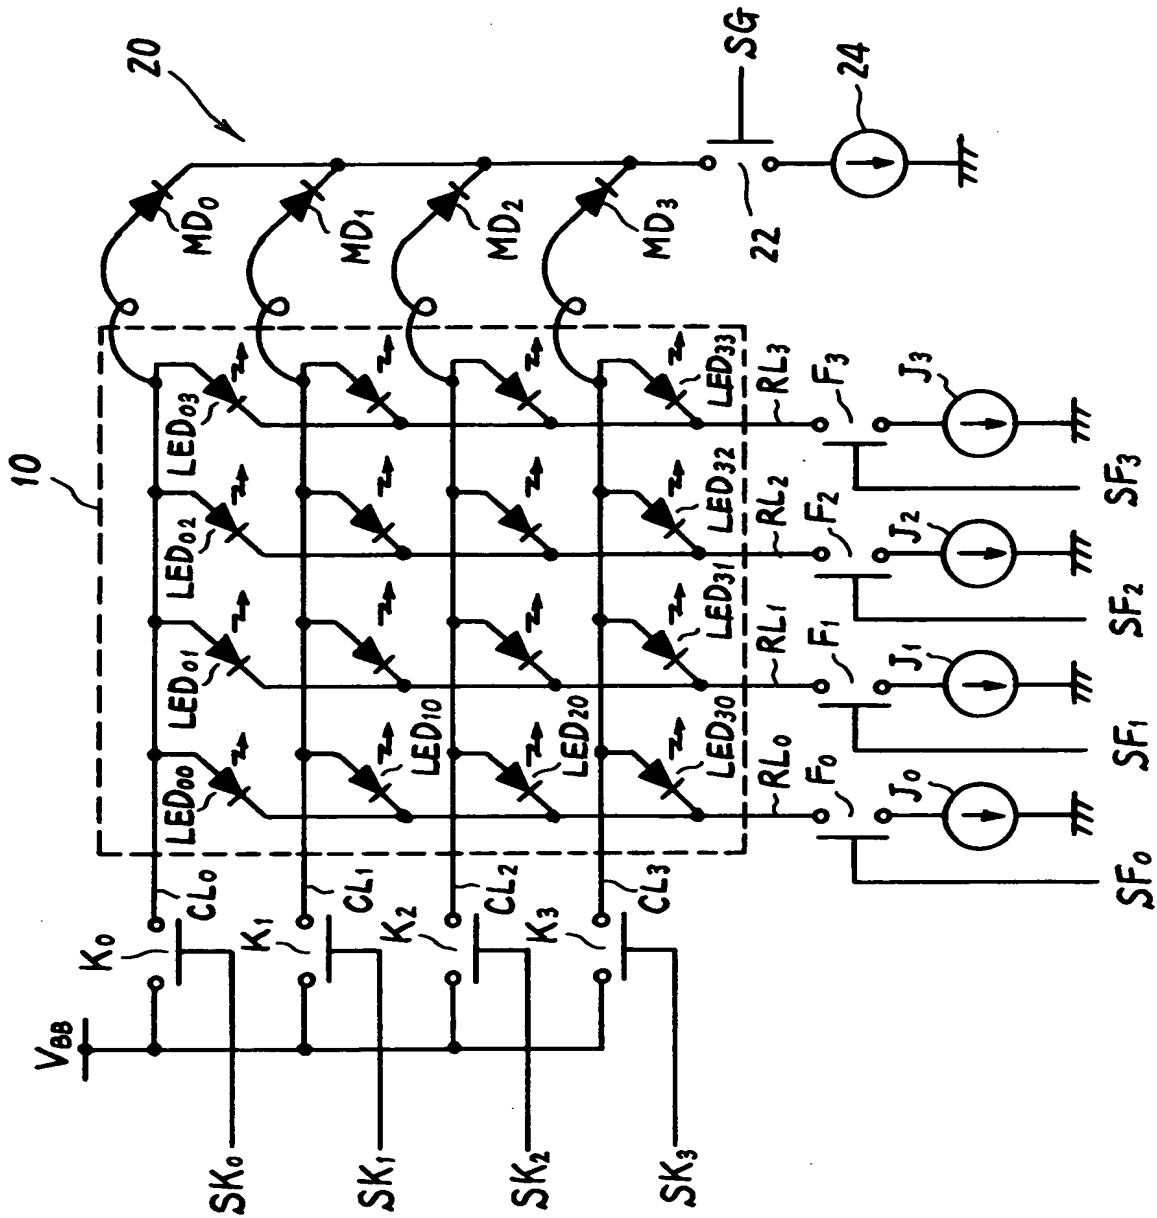 20
10
MD0
MD1
MD2
MD3
SG
22
24
LED00
LED01
LED02
LED03
LED10
LED20
LED30
LED31
LED32
LED33
VBB
K0
K1
K2
K3
CL0
CL1
CL2
CL3
SK0
SK1
SK2
SK3
RL0
RL1
RL2
RL3
F0
F1
F2
F3
J0
J1
J2
J3
SF0
SF1
SF2
SF3